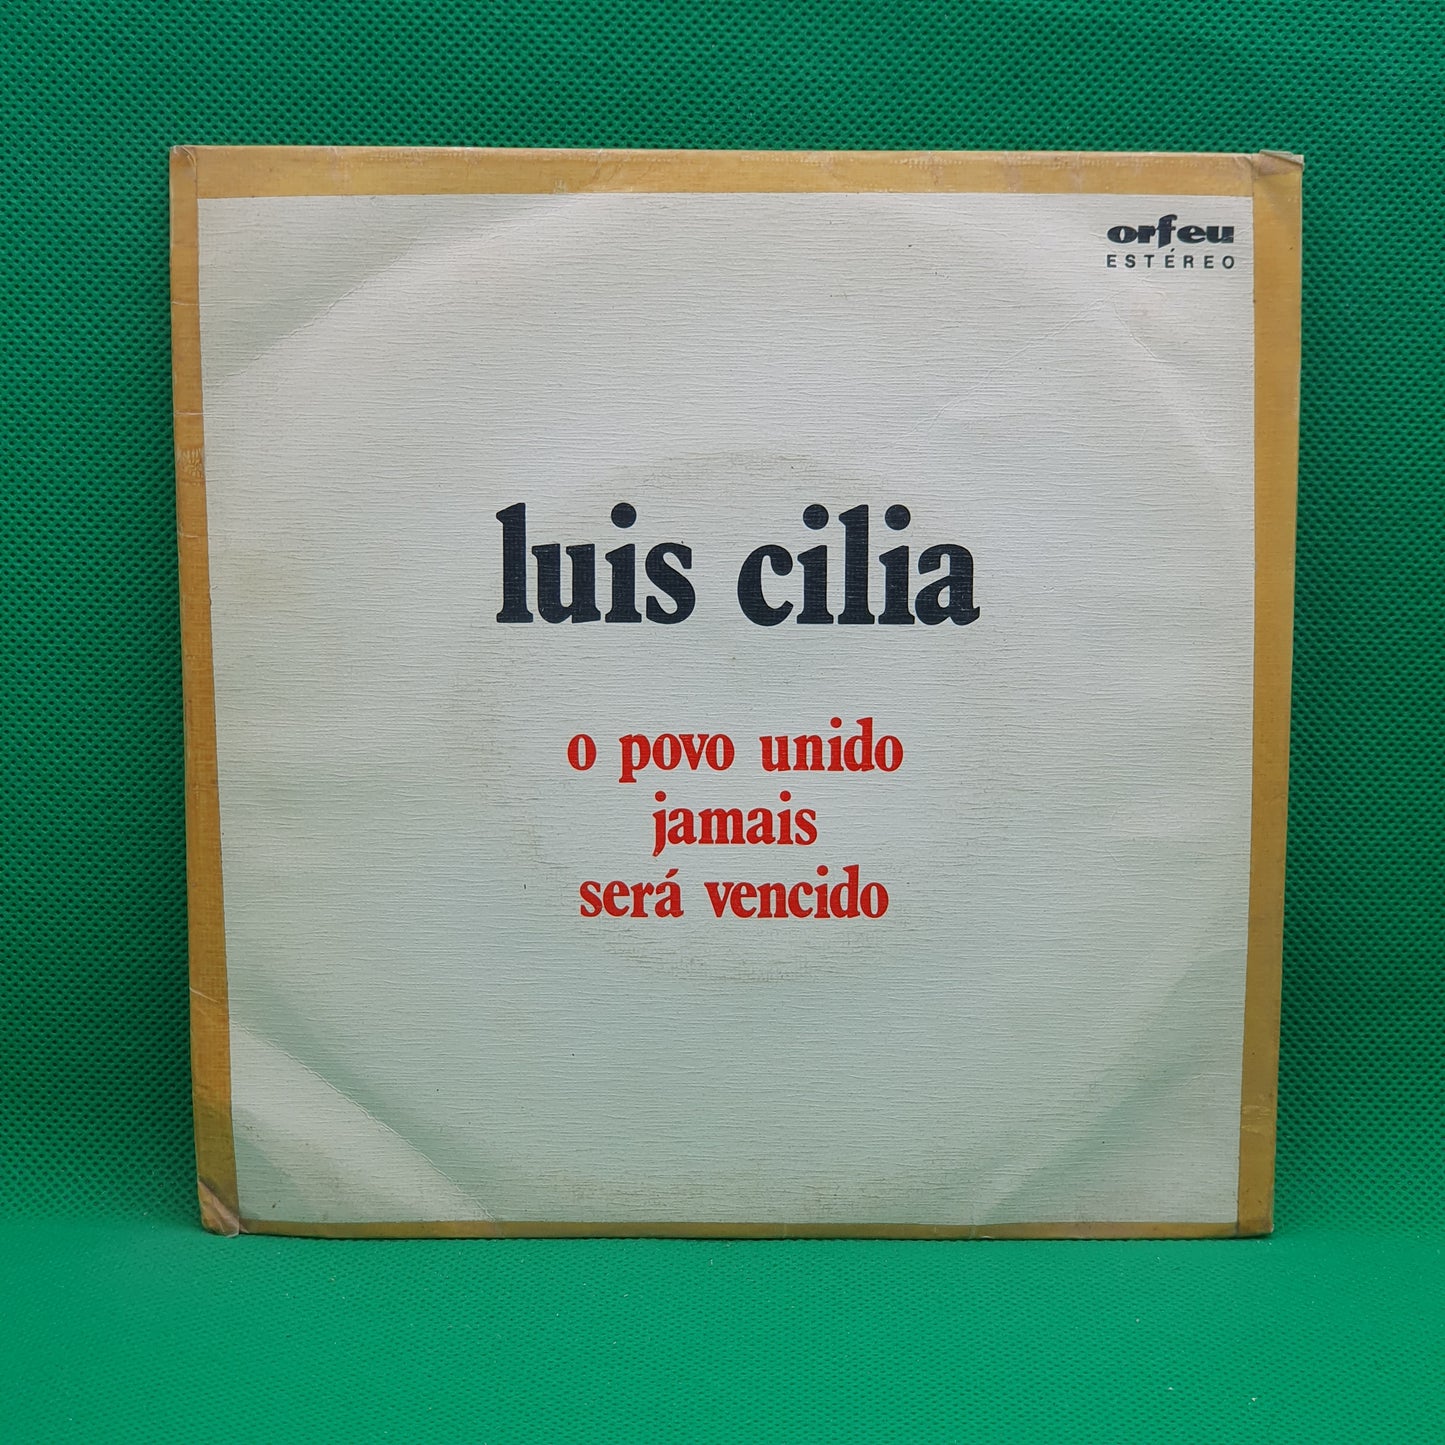 orfeu
ESTÉREO
luis cilia
o povo unido
jamais
será vencido